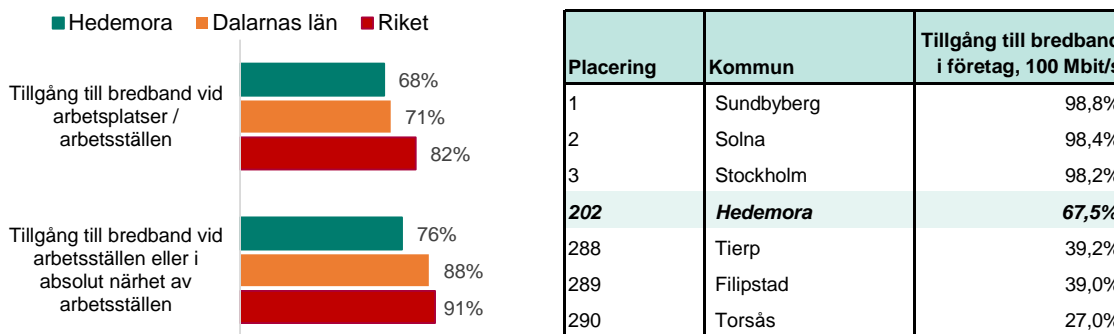 Hedemora Dalarnas län Riket
Tillgång till bredband vid
arbetsplatser /
arbetsställen
68%
71%
82%
Tillgång till bredband vid
arbetsställen eller i
absolut närhet av
arbetsställen
76%
88%
91%
Placering Kommun Tillgång till bredband
i företag, 100 Mbit/s
1 Sundbyberg 98,8%
2 Solna 98,4%
3 Stockholm 98,2%
202 Hedemora 67,5%
288 Tierp 39,2%
289 Filipstad 39,0%
290 Torsås 27,0%